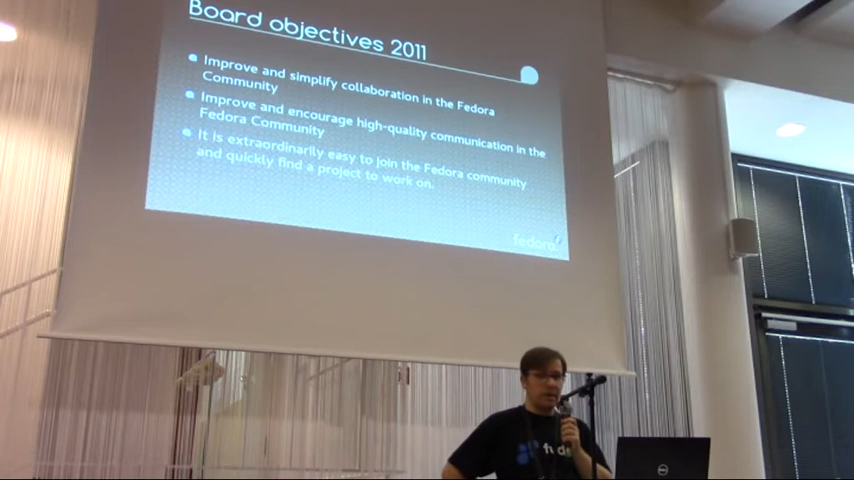 Board objectives 2011
Improve and simplify collaboration in the Fedora
Community
Improve and encourage high-quality communication in the
Fedora Community
It is extraordinarily easy to join the Fedora community
and quickly find a project to work on.
fedora
DELL